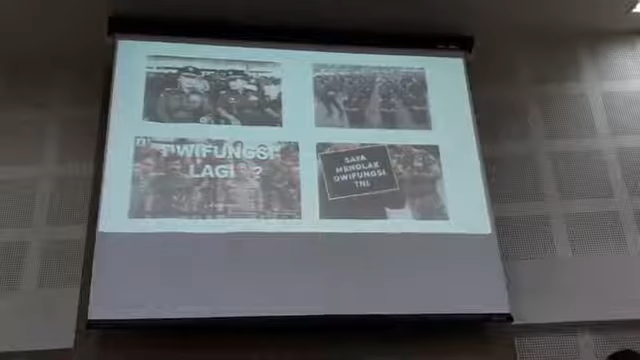 DWIFUNGSI
LAGI ?
SAYA
MENOLAK
DWIFUNGSI
TNI